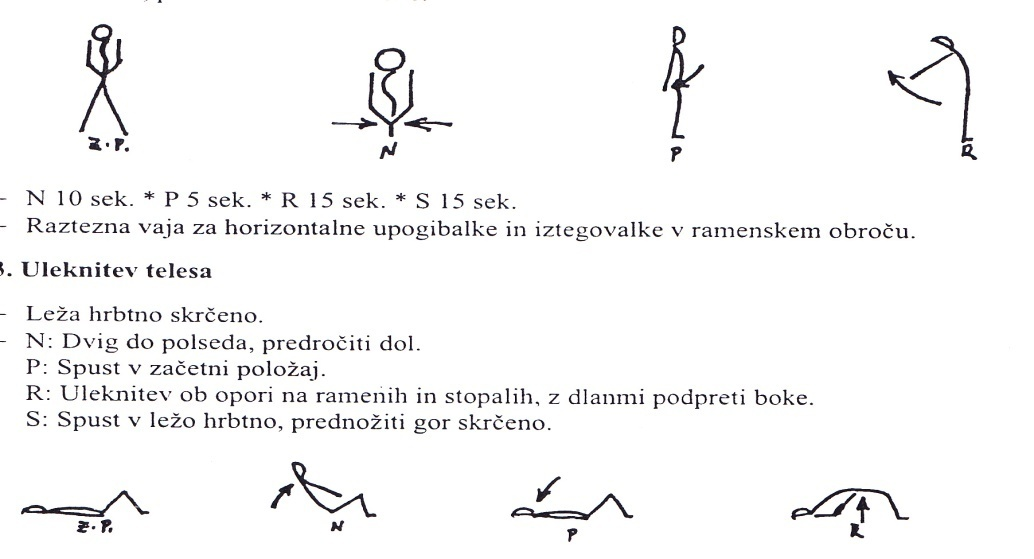 Z.P.
N
P
R
- N 10 sek. * P 5 sek. * R 15 sek. * S 15 sek.
- Raztezna vaja za horizontalne upogibalke in iztegovalke v ramenskem obroču.
3. Uleknitev telesa
- Leža hrbtno skrčeno.
- N: Dvig do polseda, predročiti dol.
P: Spust v začetni položaj.
R: Uleknitev ob opori na ramenih in stopalih, z dlanmi podpreti boke.
S: Spust v ležo hrbtno, prednožiti gor skrčeno.
Z.P.
N
P
R